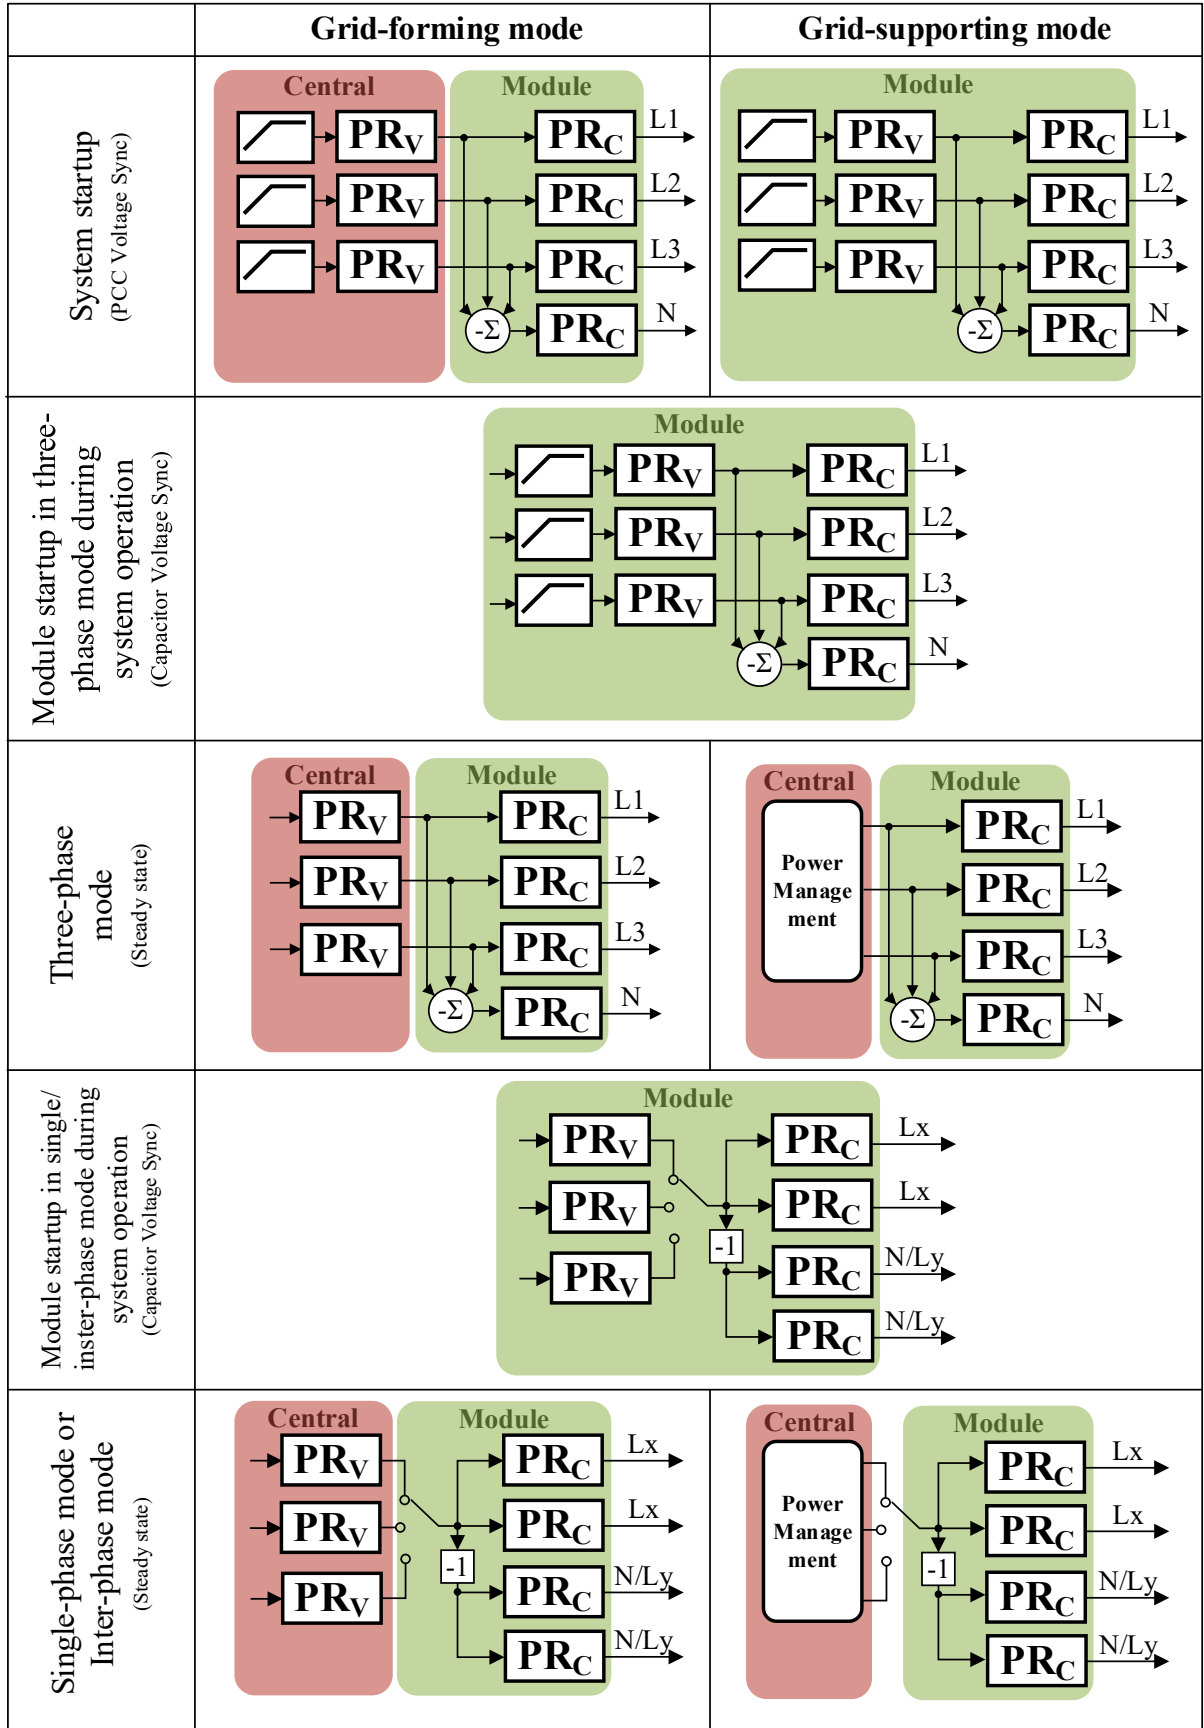 Grid-forming mode
Grid-supporting mode
System startup
(PCC Voltage Sync)
Central
Module
PRV
PRC
L1
PRV
PRC
L2
PRV
PRC
L3
-Σ
PRC
N
Module
PRV
PRC
L1
PRV
PRC
L2
PRV
PRC
L3
-Σ
PRC
N
Module startup in three-
phase mode during
system operation
(Capacitor Voltage Sync)
Module
PRV
PRC
L1
PRV
PRC
L2
PRV
PRC
L3
-Σ
PRC
N
Three-phase
mode
(Steady state)
Central
Module
PRV
PRC
L1
PRV
PRC
L2
PRV
PRC
L3
-Σ
PRC
N
Central
Module
Power
Manage
ment
PRC
L1
PRC
L2
PRC
L3
-Σ
PRC
N
Module startup in single/
inster-phase mode during
system operation
(Capacitor Voltage Sync)
Module
PRV
PRC
Lx
PRV
PRC
Lx
PRV
-1
PRC
N/Ly
PRC
N/Ly
Single-phase mode or
Inter-phase mode
(Steady state)
Central
Module
PRV
PRC
Lx
PRV
PRC
Lx
PRV
-1
PRC
N/Ly
PRC
N/Ly
Central
Module
Power
Manage
ment
PRC
Lx
PRC
Lx
-1
PRC
N/Ly
PRC
N/Ly